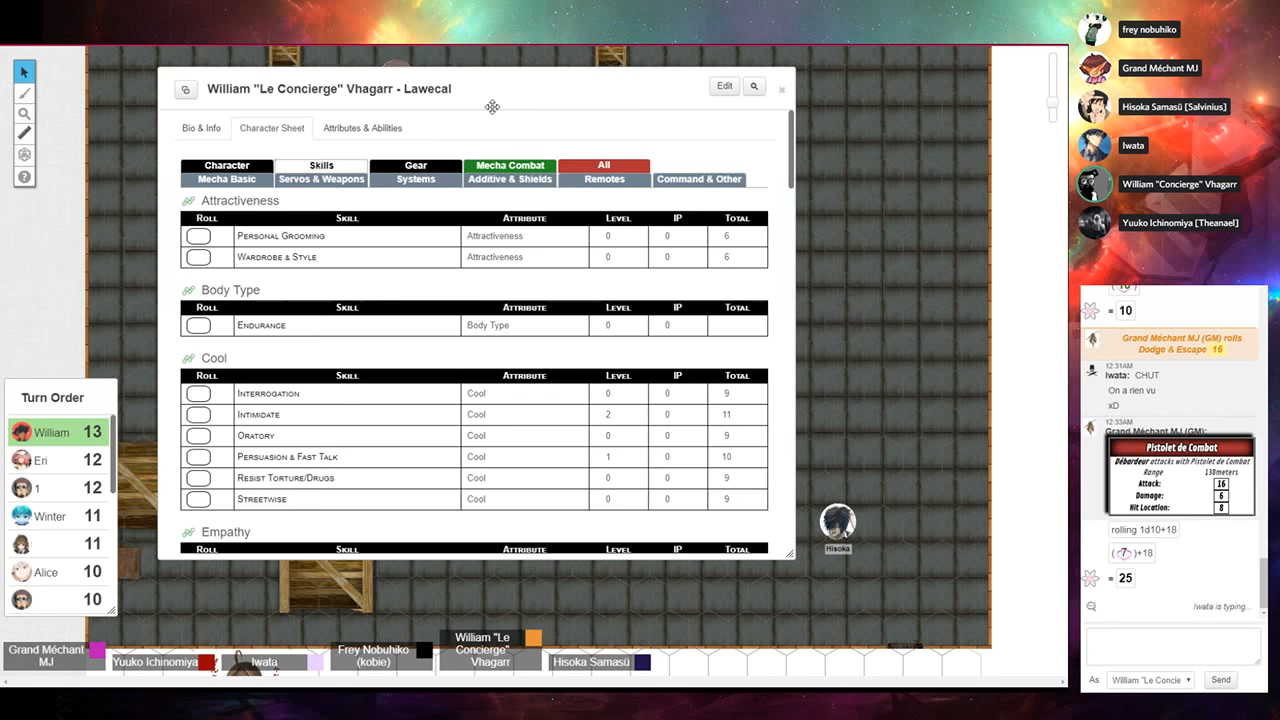 William "Le Concierge" Vhagarr - Lawecal
Edit
Bio & Info
Character Sheet
Attributes & Abilities
Character
Skills
Gear
Mecha Combat
All
Mecha Basic
Servos & Weapons
Systems
Additive & Shields
Remotes
Command & Other
Attractiveness
Roll Skill Attribute Level IP Total
Personal Grooming Attractiveness 0 0 6
Wardrobe & Style Attractiveness 0 0 6
Body Type
Roll Skill Attribute Level IP Total
Endurance Body Type 0 0
Cool
Roll Skill Attribute Level IP Total
Interrogation Cool 0 0 9
Intimidate Cool 2 0 11
Oratory Cool 0 0 9
Persuasion & Fast Talk Cool 1 0 10
Resist Torture/Drugs Cool 0 0 9
Streetwise Cool 0 0 9
Empathy
Roll Skill Attribute Level IP Total
Turn Order
William 13
Eri 12
1 12
Winter 11
11
Alice 10
10
Hisoka
Grand Méchant
MJ
Yuuko Ichinomiya
Iwata
Frey Nobuhiko
(kobie)
William "Le
Concierge"
Vhagarr
Hisoka Samasû
frey nobuhiko
Grand Méchant MJ
Hisoka Samasū [Salvinius]
Iwata
William "Concierge" Vhagarr
Yuuko Ichinomiya [Theanael]
= 10
Grand Méchant MJ (GM) rolls
Dodge & Escape 16
12:31AM
Iwata: CHUT
On a rien vu
xD
12:33AM
Grand Méchant MJ (GM):
Pistolet de Combat
Débardeur attacks with Pistolet de Combat
Range 130meters
Attack: 16
Damage: 6
Hit Location: 8
rolling 1d10+18
(7)+18
= 25
Iwata is typing...
As: William "Le Concie
Send